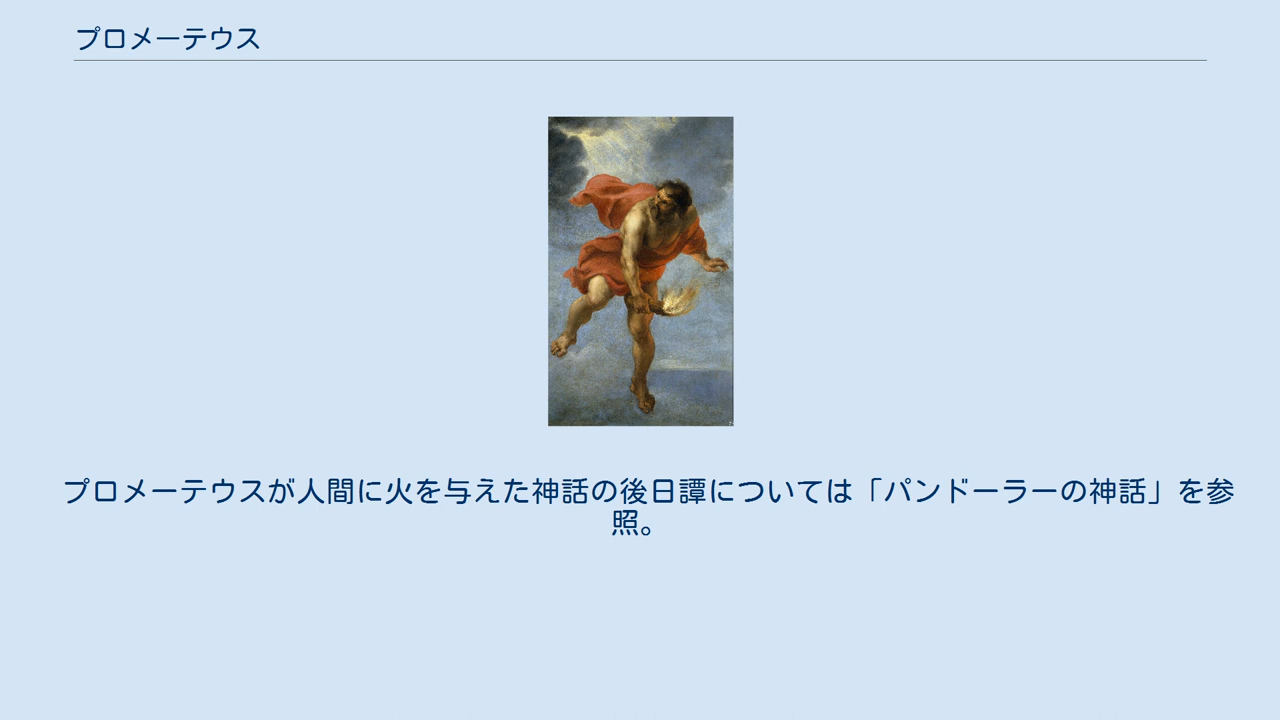 プロメーテウス
プロメーテウスが人間に火を与えた神話の後日譚については「パンドーラーの神話」を参
照。